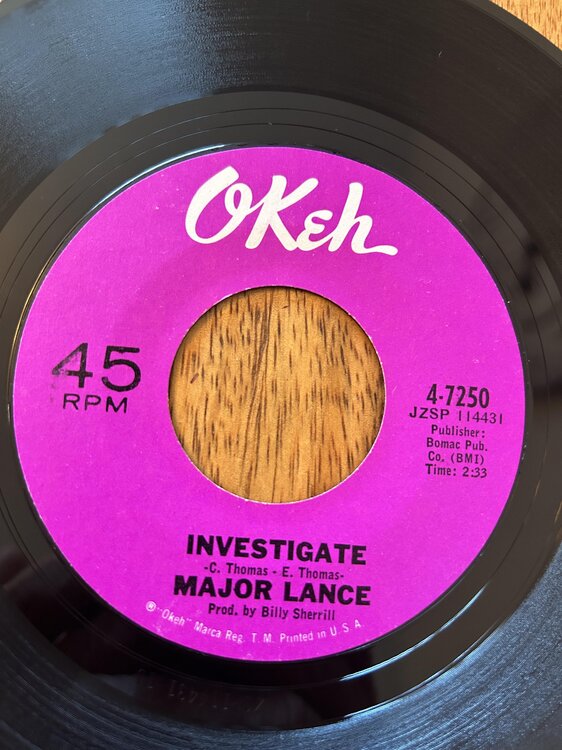 OKeh
45
RPM
4-7250
JZSP 114431
Publisher:
Bomac Pub.
Co. (BMI)
Time: 2:33
INVESTIGATE
-C. Thomas - E. Thomas-
MAJOR LANCE
Prod. by Billy Sherrill
® "Okeh" Marca Reg. T. M. Printed in U. S. A.